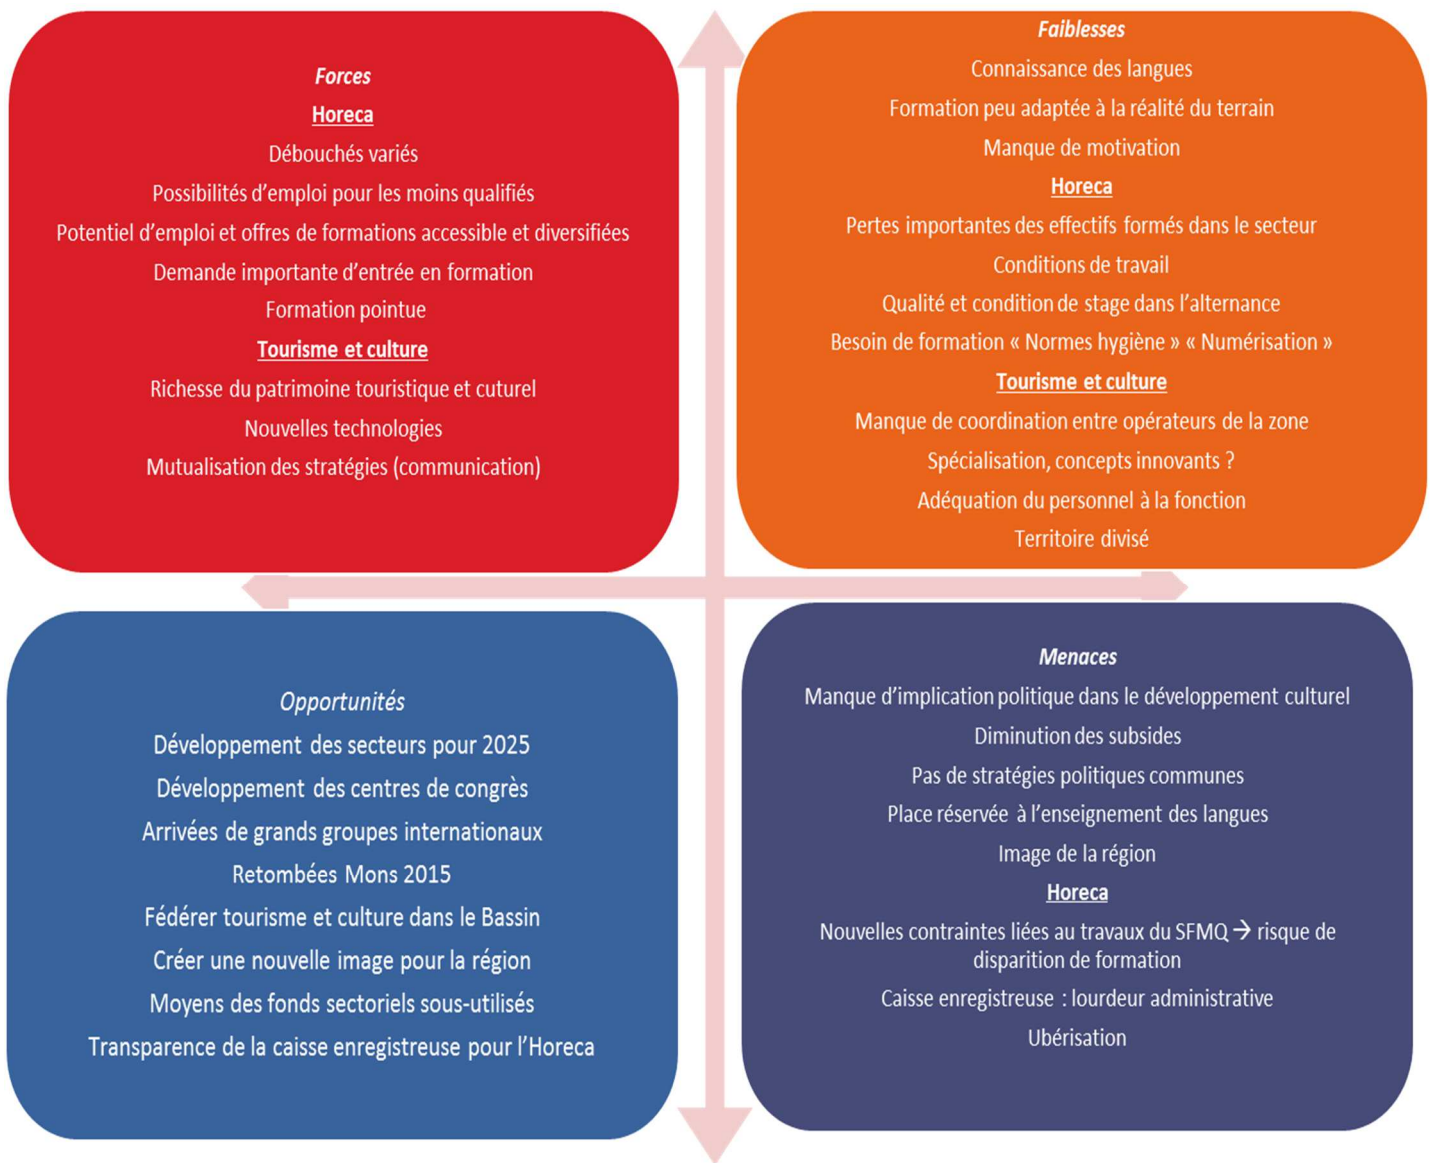 Forces
Horeca
Débouchés variés
Possibilités d'emploi pour les moins qualifiés
Potentiel d'emploi et offres de formations accessible et diversifiées
Demande importante d'entrée en formation
Formation pointue
Tourisme et culture
Richesse du patrimoine touristique et cuturel
Nouvelles technologies
Mutualisation des stratégies (communication)
Faiblesses
Connaissance des langues
Formation peu adaptée à la réalité du terrain
Manque de motivation
Horeca
Pertes importantes des effectifs formés dans le secteur
Conditions de travail
Qualité et condition de stage dans l'alternance
Besoin de formation « Normes hygiène » « Numérisation »
Tourisme et culture
Manque de coordination entre opérateurs de la zone
Spécialisation, concepts innovants ?
Adéquation du personnel à la fonction
Territoire divisé
Opportunités
Développement des secteurs pour 2025
Développement des centres de congrès
Arrivées de grands groupes internationaux
Retombées Mons 2015
Fédérer tourisme et culture dans le Bassin
Créer une nouvelle image pour la région
Moyens des fonds sectoriels sous-utilisés
Transparence de la caisse enregistreuse pour l'Horeca
Menaces
Manque d'implication politique dans le développement culturel
Diminution des subsides
Pas de stratégies politiques communes
Place réservée à l'enseignement des langues
Image de la région
Horeca
Nouvelles contraintes liées au travaux du SFMQ → risque de
disparition de formation
Caisse enregistreuse : lourdeur administrative
Ubérisation